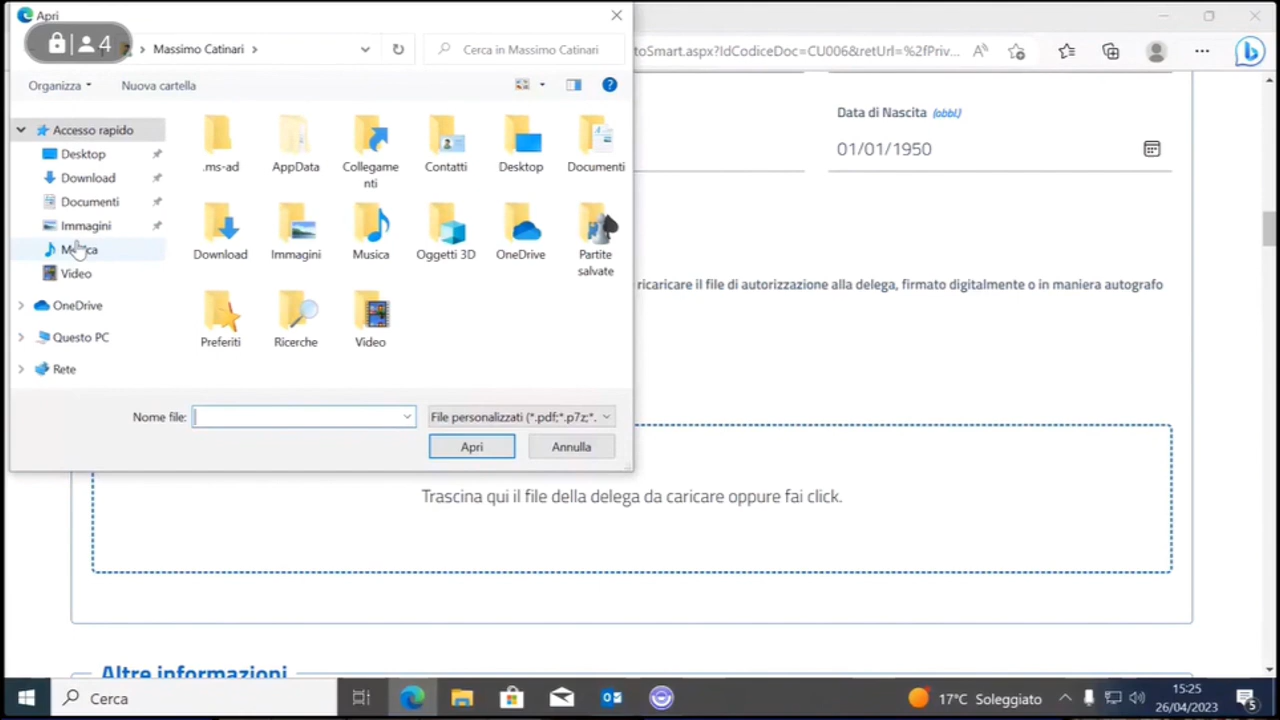 Apri
4
Massimo Catinari
Cerca in Massimo Catinari
toSmart.aspx?IdCodiceDoc=CU006&retUrl=%2fPriv...
Organizza
Nuova cartella
Accesso rapido
Desktop
Download
Documenti
Immagini
Video
OneDrive
Questo PC
Rete
.ms-ad
AppData
Collegame
nti
Contatti
Desktop
Documenti
Download
Immagini
Musica
Oggetti 3D
OneDrive
Partite
salvate
Preferiti
Ricerche
Video
Nome file:
File personalizzati (*.pdf;*.p7z;*.
Apri
Annulla
Data di Nascita (obbl.)
01/01/1950
ricaricare il file di autorizzazione alla delega, firmato digitalmente o in maniera autografo
Trascina qui il file della delega da caricare oppure fai click.
Altre informazioni
Cerca
17°C Soleggiato
15:25
26/04/2023
5